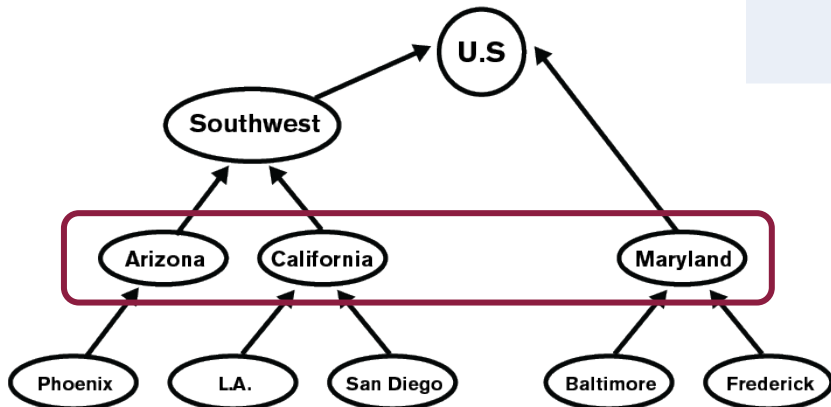 U.S
Southwest
Arizona
California
Maryland
Phoenix
L.A.
San Diego
Baltimore
Frederick